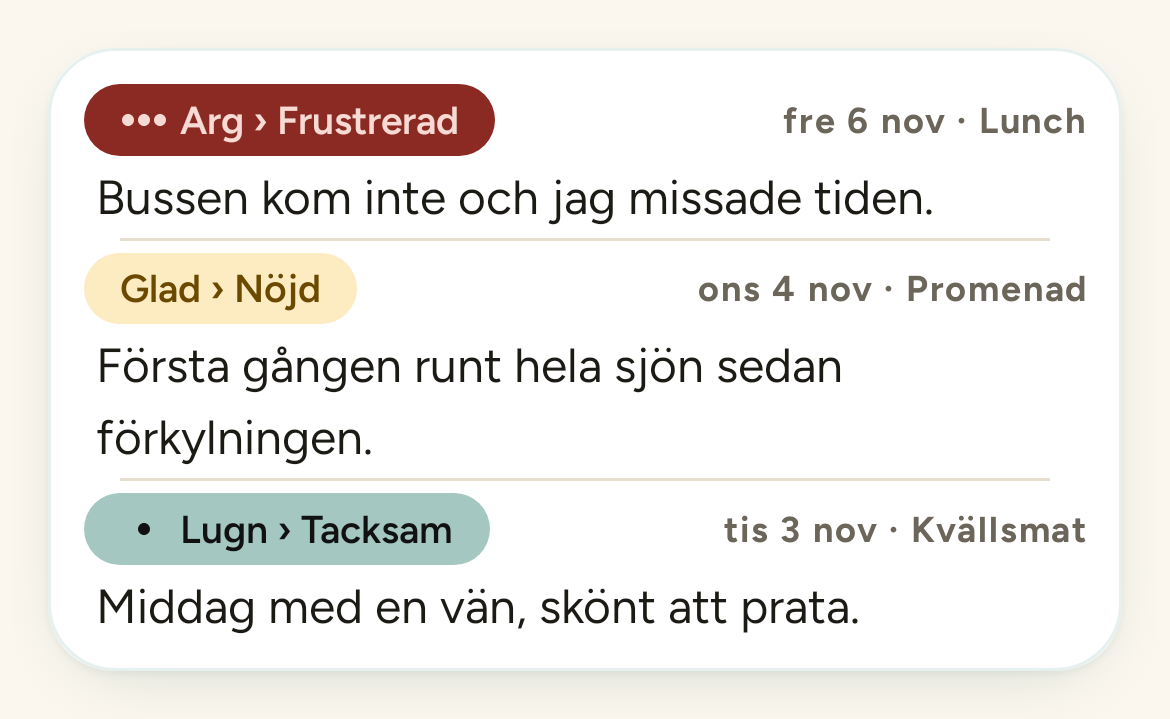 ••• Arg › Frustrerad fre 6 nov · Lunch
Bussen kom inte och jag missade tiden.
Glad › Nöjd ons 4 nov · Promenad
Första gången runt hela sjön sedan
förkylningen.
• Lugn › Tacksam tis 3 nov · Kvällsmat
Middag med en vän, skönt att prata.